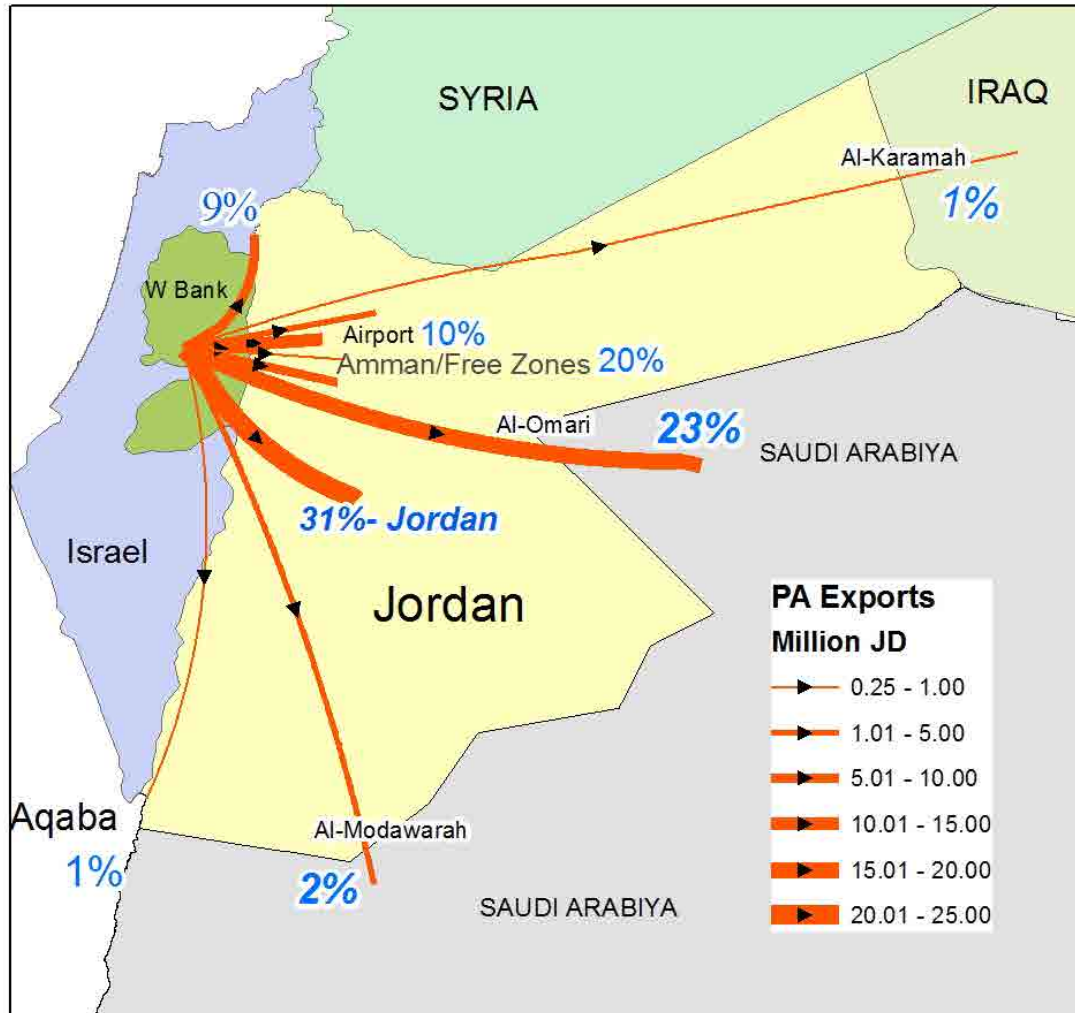 SYRIA
IRAQ
Al-Karamah
1%
9%
W Bank
Airport 10%
Amman/Free Zones 20%
Al-Omari
23%
SAUDI ARABIYA
31%- Jordan
Israel
Jordan
PA Exports
Million JD
0.25 - 1.00
1.01 - 5.00
5.01 - 10.00
10.01 - 15.00
15.01 - 20.00
20.01 - 25.00
Aqaba
1%
Al-Modawarah
2%
SAUDI ARABIYA